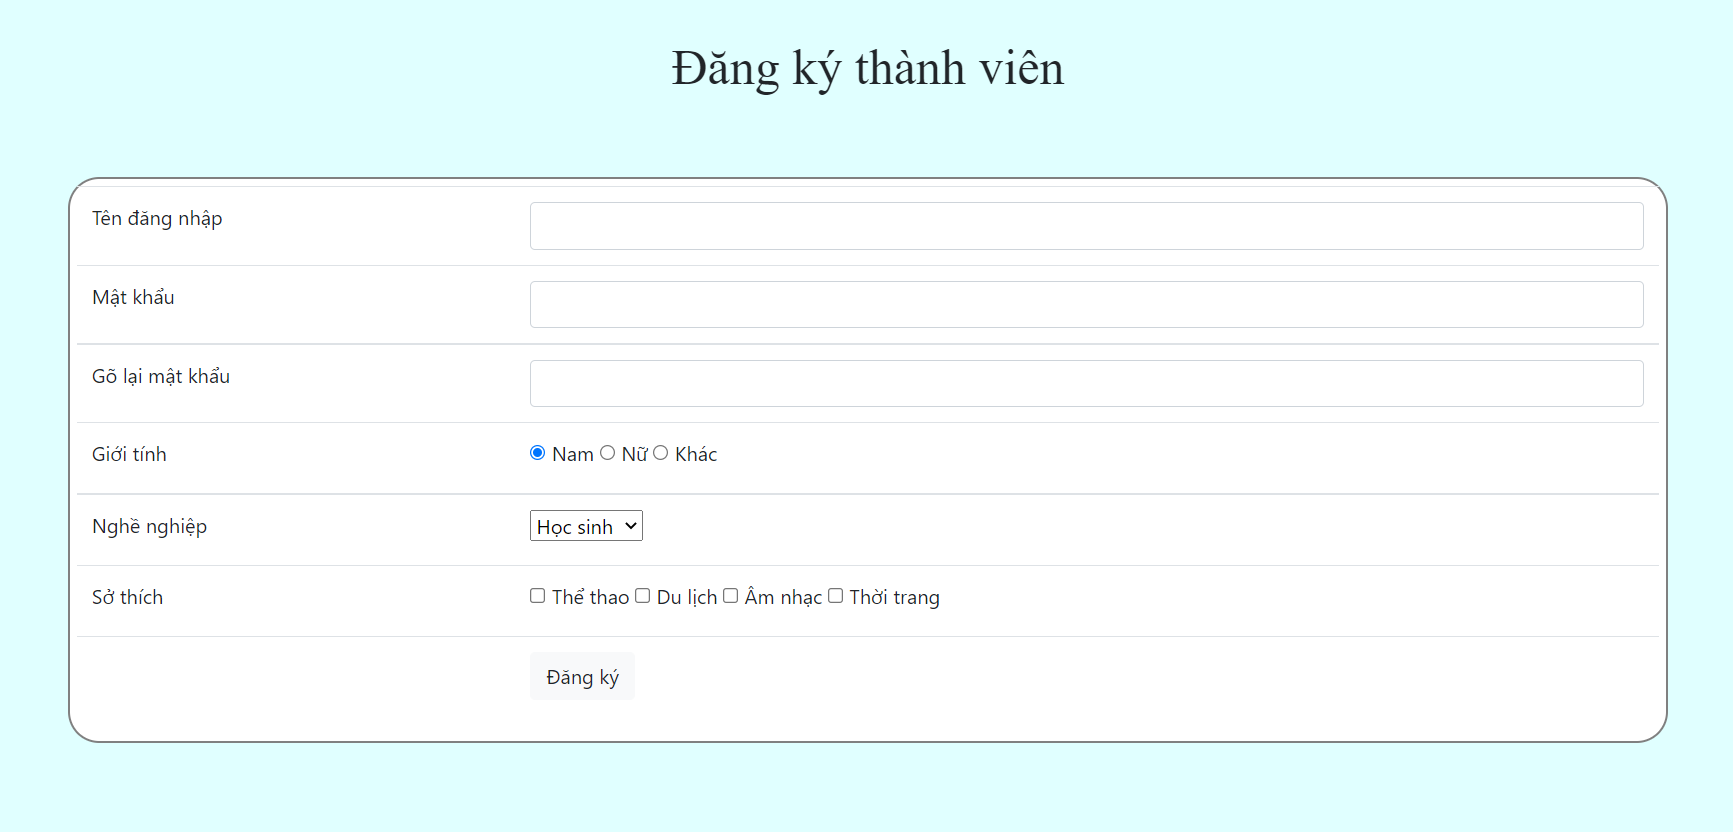 Đăng ký thành viên
Tên đăng nhập
Mật khẩu
Gõ lại mật khẩu
Giới tính Nam Nữ Khác
Nghề nghiệp Học sinh
Sở thích Thể thao Du lịch Âm nhạc Thời trang
Đăng ký